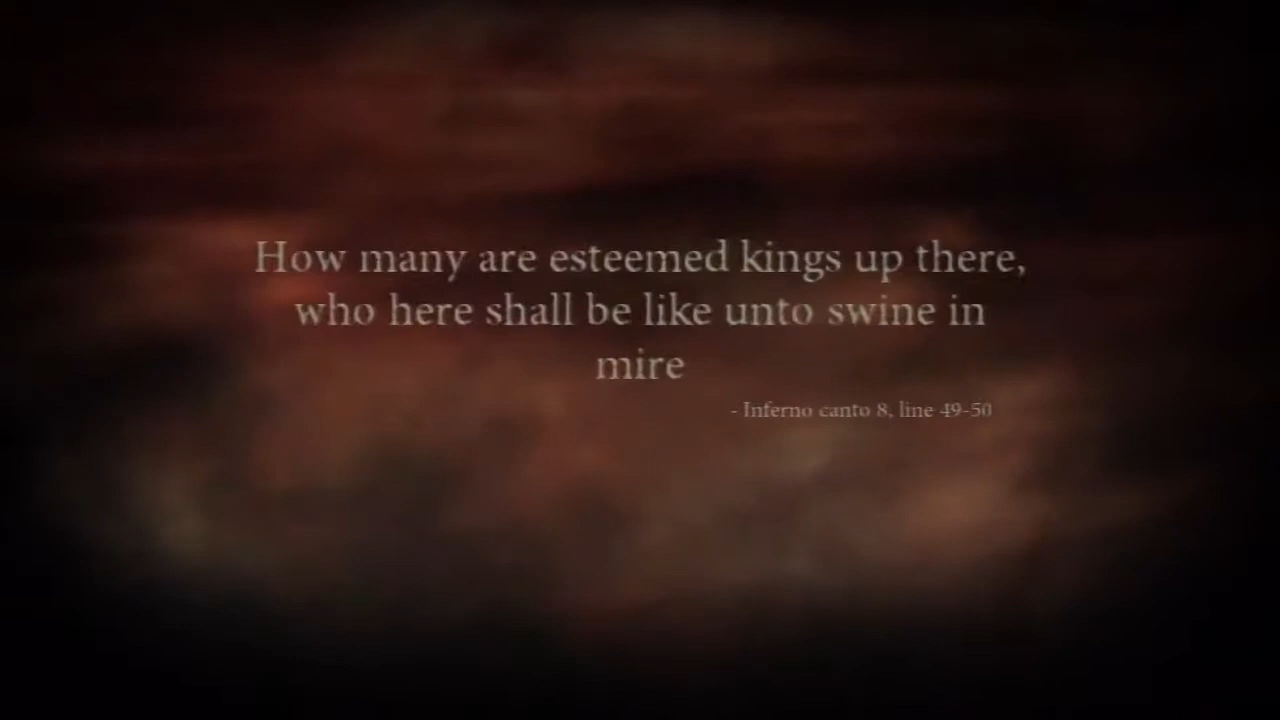 How many are esteemed kings up there,
who here shall be like unto swine in
mire
- Inferno canto 8, line 49-50